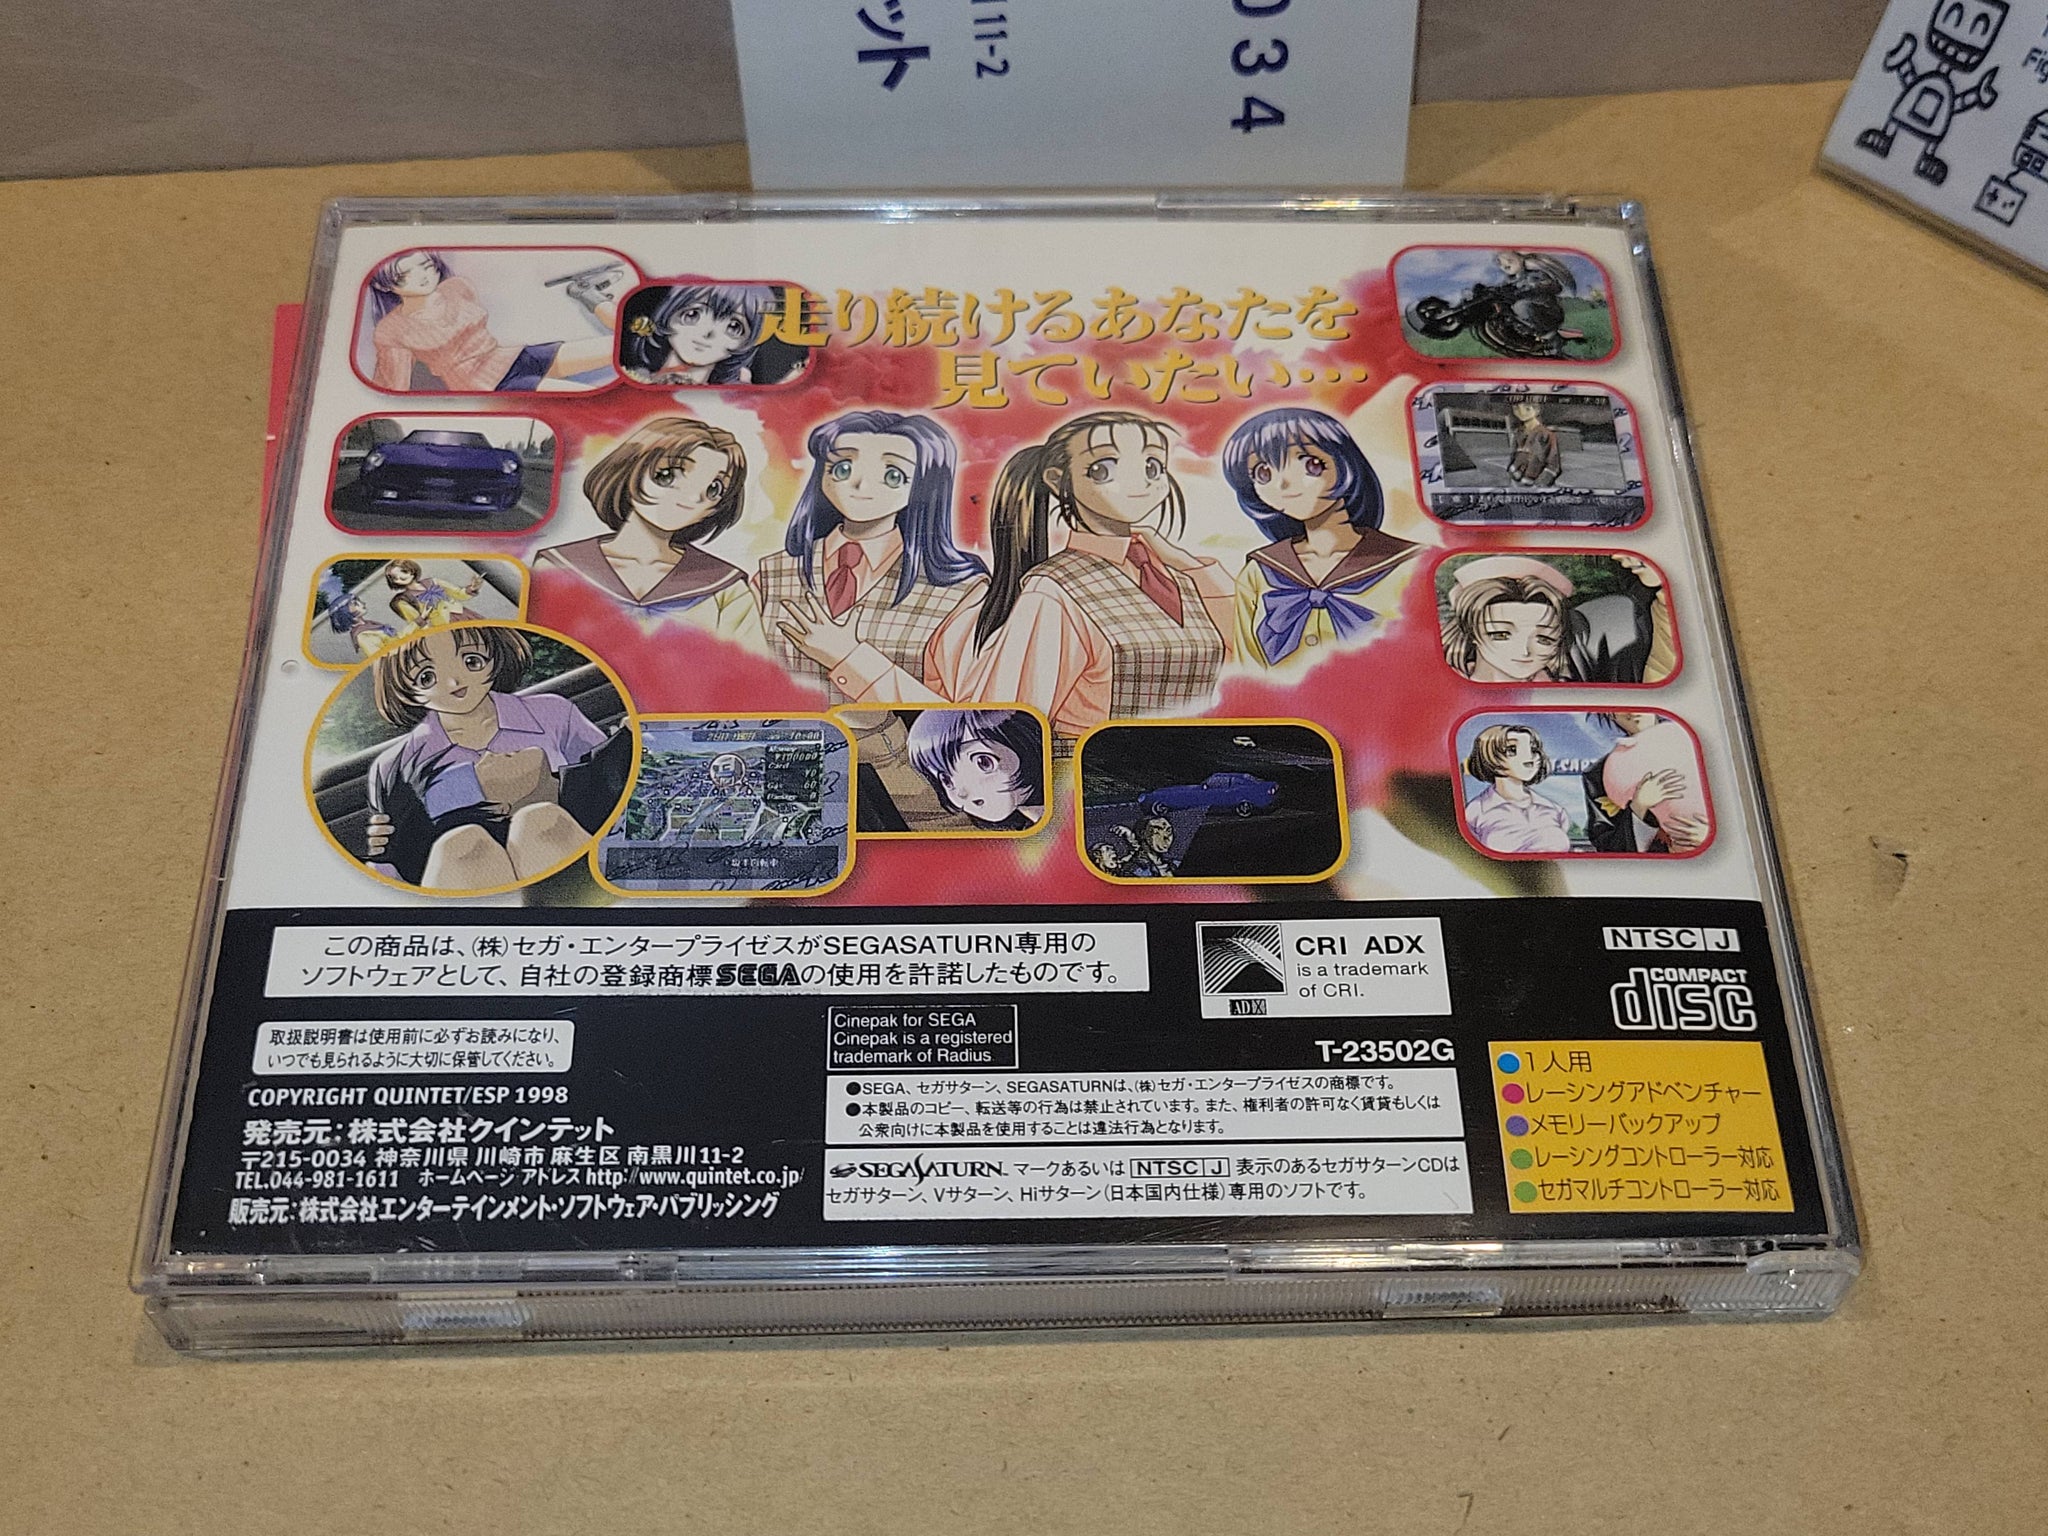 ット
11-2
034
Fig
走り続けるあなたを
見ていたい…
この商品は、(株)セガ・エンタープライゼスがSEGASATURN専用の
ソフトウェアとして、自社の登録商標SEGAの使用を許諾したものです。
取扱説明書は使用前に必ずお読みになり、
いつでも見られるように大切に保管してください。
COPYRIGHT QUINTET/ESP 1998
発売元:株式会社クインテット
〒215-0034 神奈川県 川崎市 麻生区 南黒川11-2
TEL.044-981-1611 ホームページ・アドレス http://www.quintet.co.jp/
販売元:株式会社エンターテインメント・ソフトウェア・パブリッシング
Cinepak for SEGA
Cinepak is a registered
trademark of Radius.
CRI ADX
is a trademark
of CRI.
ADX
T-23502G
●SEGA、セガサターン、SEGASATURNは、(株)セガ・エンタープライゼスの商標です。
●本製品のコピー、転送等の行為は禁止されています。また、権利者の許可なく賃貸もしくは
公衆向けに本製品を使用することは違法行為となります。
SEGA SATURN™ マークあるいは NTSC J 表示のあるセガサターンCDは
セガサターン、Vサターン、Hiサターン(日本国内仕様)専用のソフトです。
NTSC J
COMPACT
disc
●1人用
●レーシングアドベンチャー
●メモリーバックアップ
●レーシングコントローラー対応
●セガマルチコントローラー対応